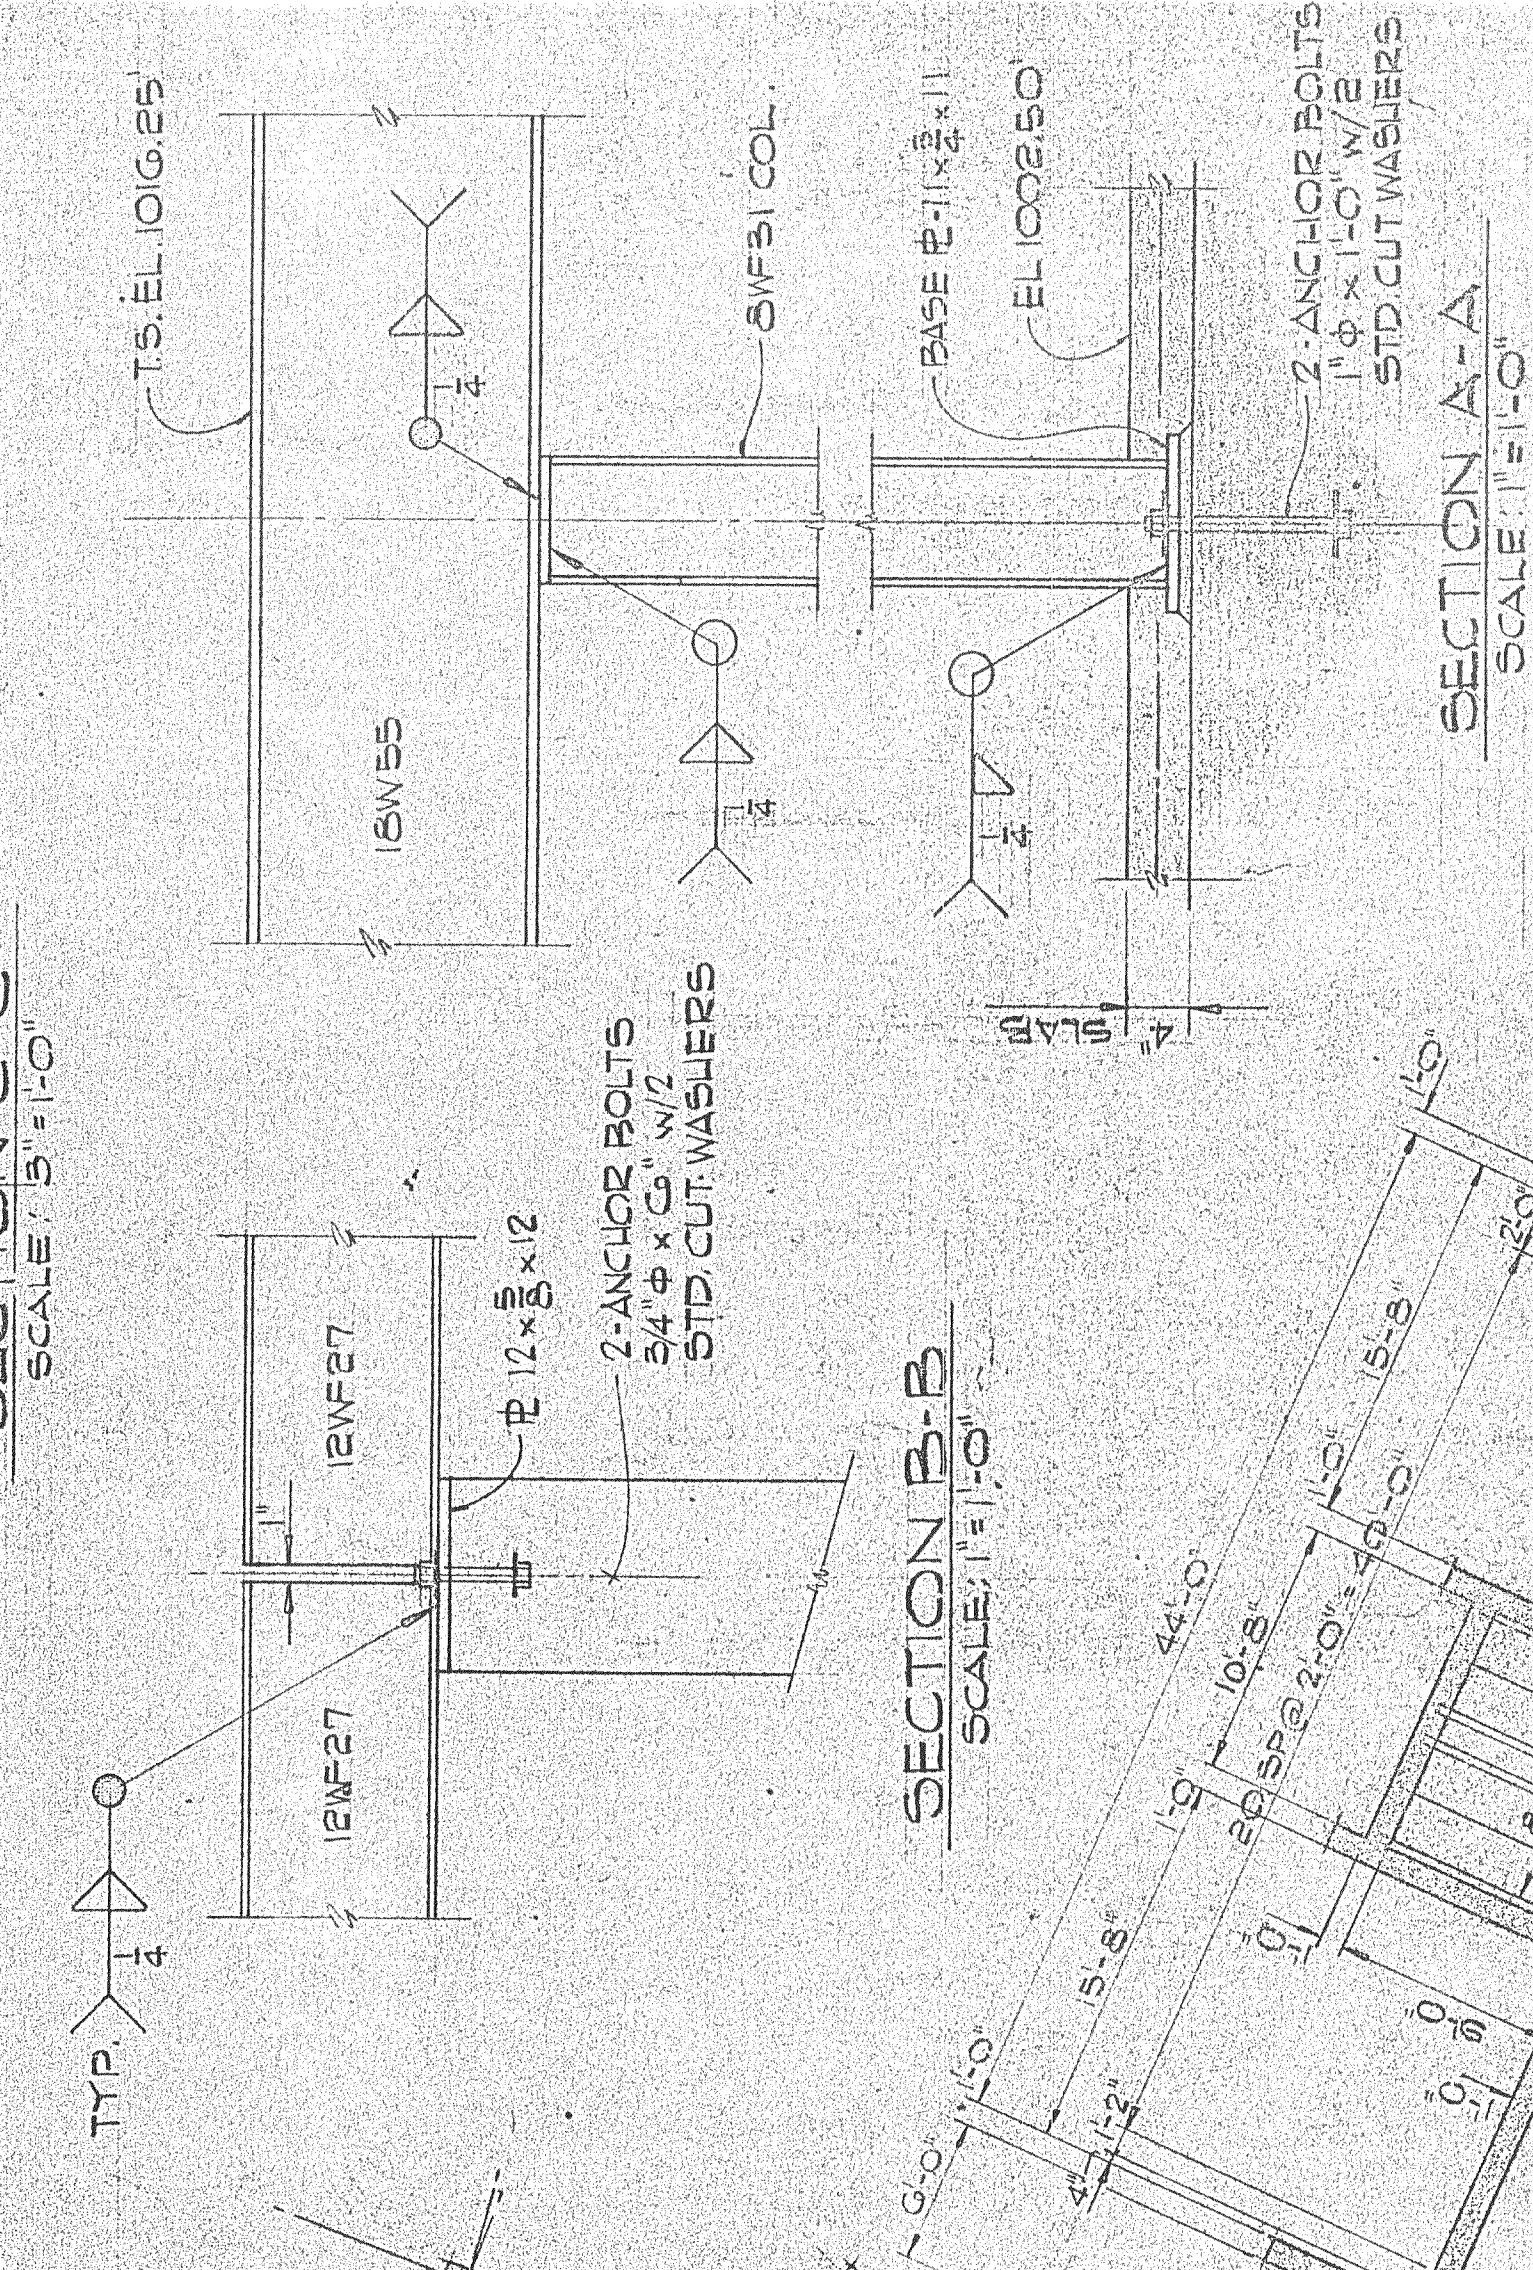 SCALE: 3" = 1'-0"
TYP.
1/4
12WF27
12WF27
1"
PL 12 x 5/8 x 12
2-ANCHOR BOLTS
3/4" φ x 6" W/2
STD. CUT. WASHERS
SECTION B-B
SCALE: 1" = 1'-0"
T.S. EL. 1016.25'
18W55
1/4
1/4
8WF31 COL.
BASE PL-11 x 3/4 x 11
EL 1002.50'
1/4
4"
SLAB
2-ANCHOR BOLTS
1" φ x 1'-0" W/2
STD. CUT WASHERS
SECTION A-A
SCALE: 1" = 1'-0"
6'-0"
1'-0"
44'-0"
1'-0"
15'-8"
1'-0"
10'-8"
1'-0"
15'-8"
4"
1'-2"
20 SP @ 2'-0" = 40'-0"
2'-0"
1'-0"
1'-0"